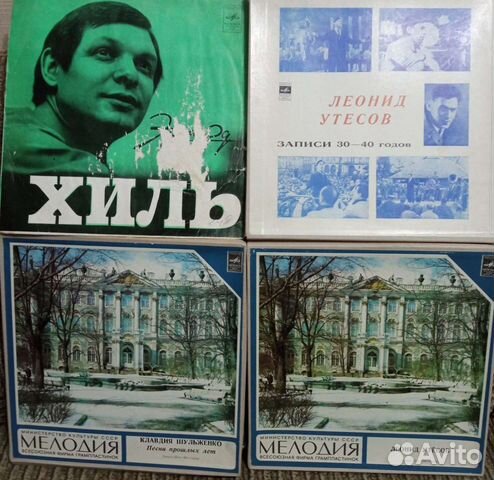 ХИЛЬ
ЛЕОНИД
УТЕСОВ
ЗАПИСИ 30—40 ГОДОВ
МИНИСТЕРСТВО КУЛЬТУРЫ СССР
МЕЛОДИЯ
ВСЕСОЮЗНАЯ ФИРМА ГРАМПЛАСТИНОК
КЛАВДИЯ ШУЛЬЖЕНКО
Песни прошлых лет
МИНИСТЕРСТВО КУЛЬТУРЫ СССР
МЕЛОДИЯ
ВСЕСОЮЗНАЯ ФИРМА ГРАМПЛАСТИНОК
ЛЕОНИД
Avito